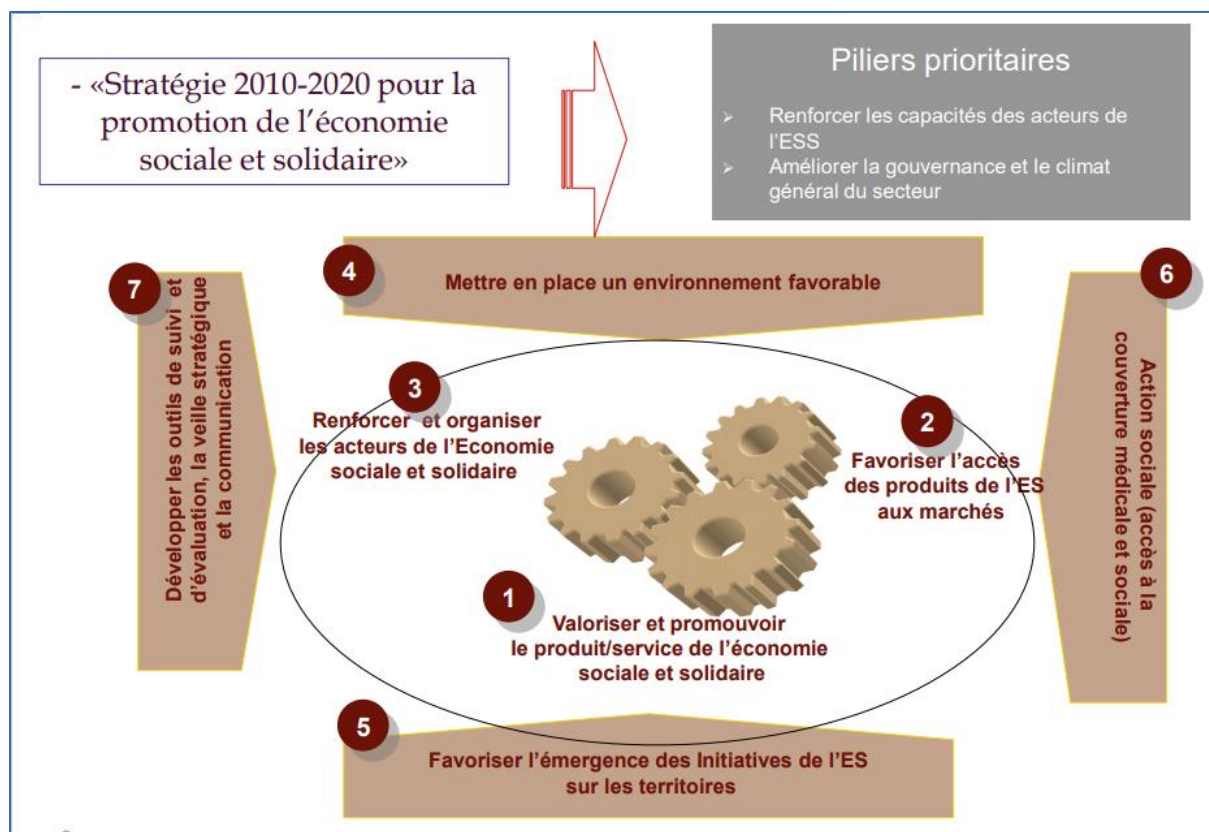 - «Stratégie 2010-2020 pour la
promotion de l’économie
sociale et solidaire»
Piliers prioritaires
➢ Renforcer les capacités des acteurs de
l’ESS
➢ Améliorer la gouvernance et le climat
général du secteur
4
Mettre en place un environnement favorable
7
Développer les outils de suivi et
d’évaluation, la veille stratégique
et la communication
6
Action sociale (accès à la
couverture médicale et sociale)
3
Renforcer et organiser
les acteurs de l’Economie
sociale et solidaire
2
Favoriser l’accès
des produits de l’ES
aux marchés
1
Valoriser et promouvoir
le produit/service de l’économie
sociale et solidaire
5
Favoriser l’émergence des Initiatives de l’ES
sur les territoires